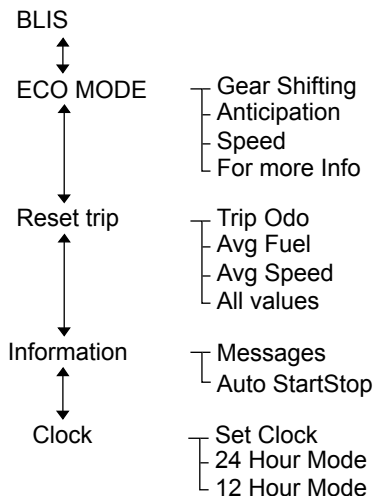 BLIS
ECO MODE
Gear Shifting
Anticipation
Speed
For more Info
Reset trip
Trip Odo
Avg Fuel
Avg Speed
All values
Information
Messages
Auto StartStop
Clock
Set Clock
24 Hour Mode
12 Hour Mode